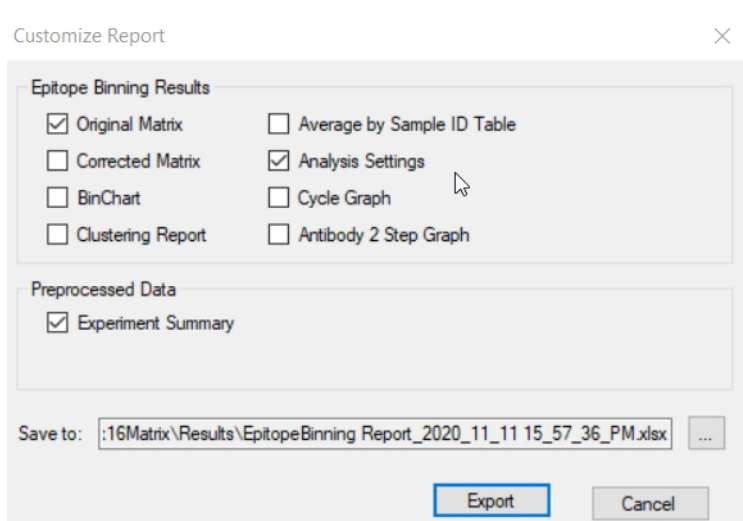 Customize Report
Epitope Binning Results
Original Matrix
Average by Sample ID Table
Corrected Matrix
Analysis Settings
BinChart
Cycle Graph
Clustering Report
Antibody 2 Step Graph
Preprocessed Data
Experiment Summary
Save to: :16Matrix\Results\EpitopeBinning Report_2020_11_11 15_57_36_PM.xlsx ...
Export Cancel